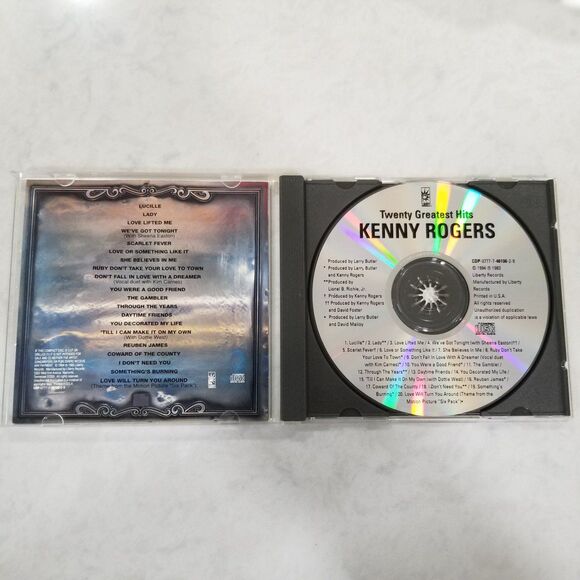 LUCILLE
LADY
LOVE LIFTED ME
WE'VE GOT TONIGHT
(With Sheena Easton)
SCARLET FEVER
LOVE OR SOMETHING LIKE IT
SHE BELIEVES IN ME
RUBY DON'T TAKE YOUR LOVE TO TOWN
DON'T FALL IN LOVE WITH A DREAMER
(Vocal duet with Kim Carnes)
YOU WERE A GOOD FRIEND
THE GAMBLER
THROUGH THE YEARS
DAYTIME FRIENDS
YOU DECORATED MY LIFE
'TILL I CAN MAKE IT ON MY OWN
(With Dottie West)
REUBEN JAMES
COWARD OF THE COUNTY
I DON'T NEED YOU
SOMETHING'S BURNING
LOVE WILL TURN YOU AROUND
(Theme from the Motion Picture "Six Pack")
Twenty Greatest Hits
KENNY ROGERS
Produced by Larry Butler
* Produced by Larry Butler
and Kenny Rogers
**Produced by
Lionel B. Richie, Jr.
† Produced by Kenny Rogers
†† Produced by Kenny Rogers
and David Foster
• Produced by Larry Butler
and David Malloy
Liberty Records
Manufactured by Liberty
Records
Printed in U.S.A.
All rights reserved
Unauthorized duplication
is a violation of applicable laws
1. Lucille* / 2. Lady** / 3. Love Lifted Me / 4. We've Got Tonight (with Sheena Easton)††
5. Scarlet Fever† / 6. Love or Something Like It / 7. She Believes In Me / 8. Ruby Don't Take
Your Love To Town / 9. Don't Fall In Love With A Dreamer (Vocal duet
with Kim Carnes)† / 10. You Were A Good Friend* / 11. The Gambler /
12. Through The Years** / 13. Daytime Friends / 14. You Decorated My Life
15. 'Till I Can Make It On My Own (with Dottie West) / 16. Reuben James* /
17. Coward Of The County / 18. I Don't Need You** / 19. Something's
Burning* / 20. Love Will Turn You Around (Theme from the
Motion Picture "Six Pack")•